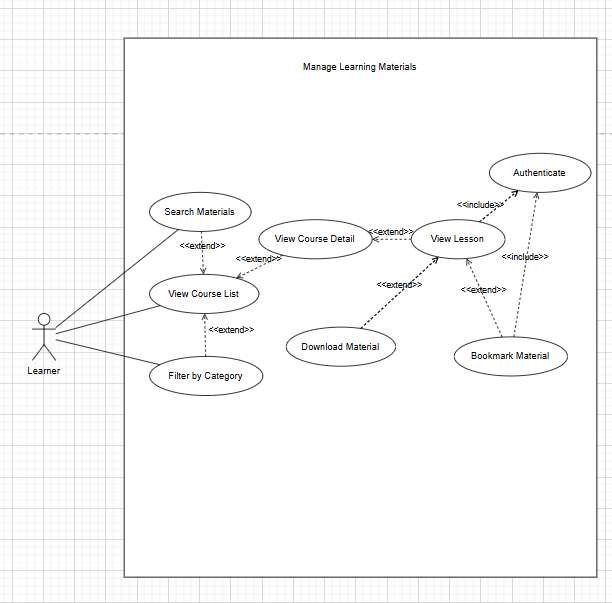 Manage Learning Materials
Authenticate
<<include>>
Search Materials
View Course Detail
<<extend>>
View Lesson
<<extend>>
<<extend>>
<<include>>
View Course List
<<extend>>
<<extend>>
<<extend>>
Download Material
Bookmark Material
Learner
Filter by Category